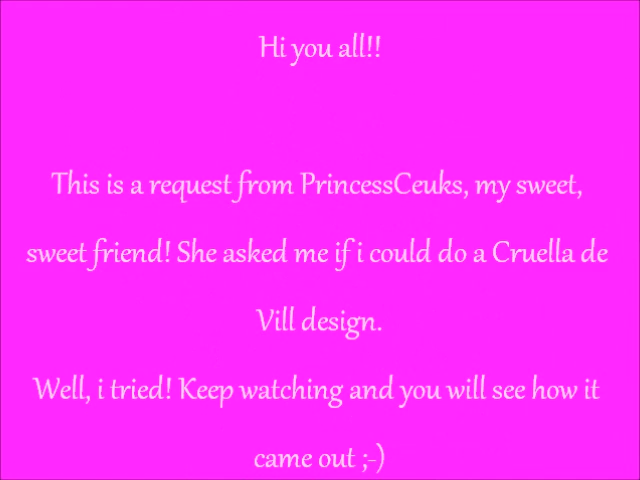 Hi you all!!
This is a request from PrincessCeuks, my sweet,
sweet friend! She asked me if i could do a Cruella de
Vill design.
Well, i tried! Keep watching and you will see how it
came out ;-)